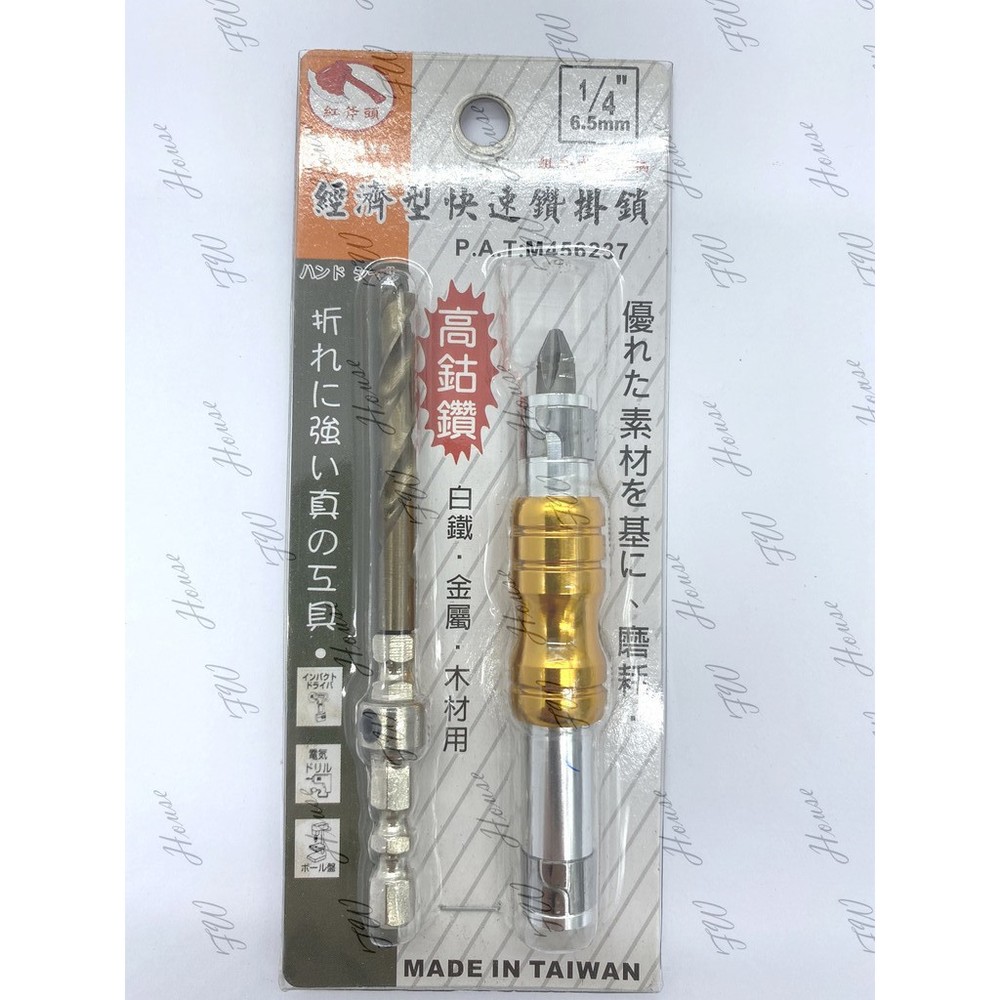 紅斧頭
1/4"
6.5mm
經濟型快速鑽掛鎖
P.A.T:M456237
ハンド
折れに強い真の工具・
高鈷鑽
白鐵・金屬・木材用
優れた素材を基に、磨耗・
インパクト
ドライバ
電気
ドリル
ボール盤
MADE IN TAIWAN
FW House